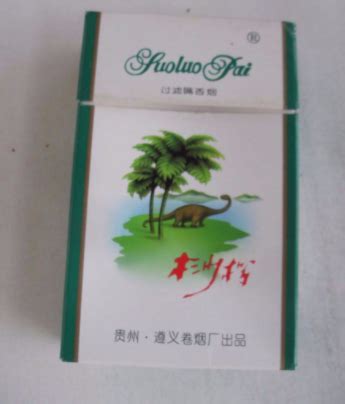 Suoluo Pai ®
过滤嘴香烟
桫椤
贵州·遵义卷烟厂出品